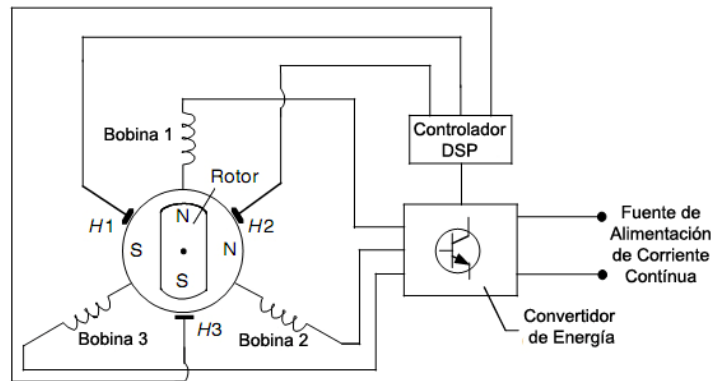 Bobina 1
Controlador
DSP
Rotor
H1
N
H2
S
N
S
Fuente de
Alimentación
de Corriente
Contínua
Bobina 3
H3
Bobina 2
Convertidor
de Energía